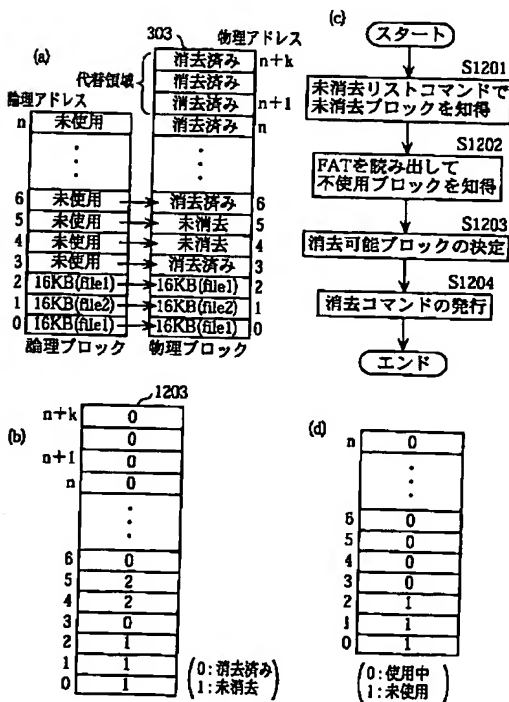 (a)
303
物理アドレス
代替領域
消去済み n+k
消去済み
消去済み n+1
消去済み n
論理アドレス
n 未使用
6 未使用 消去済み 6
5 未使用 未消去 5
4 未使用 未消去 4
3 未使用 消去済み 3
2 16KB(file1) 16KB(file1) 2
1 16KB(file2) 16KB(file2) 1
0 16KB(file1) 16KB(file1) 0
論理ブロック 物理ブロック
(c)
スタート
S1201
未消去リストコマンドで
未消去ブロックを知得
S1202
FATを読み出して
不使用ブロックを知得
S1203
消去可能ブロックの決定
S1204
消去コマンドの発行
エンド
(b)
1203
n+k 0
0
n+1 0
n 0
6 0
5 2
4 2
3 0
2 1
1 1
0 1
0:消去済み
1:未消去
(d)
n 0
6 0
5 0
4 0
3 0
2 1
1 1
0 1
0:使用中
1:未使用